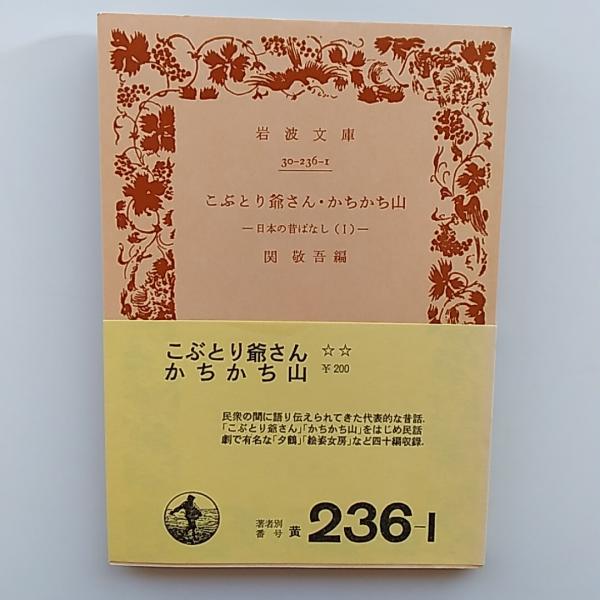 岩波文庫
30-236-1
こぶとり爺さん・かちかち山
—日本の昔ばなし(I)—
関敬吾編
こぶとり爺さん ☆☆
かちかち山 ¥200
民衆の間に語り伝えられてきた代表的な昔話.
「こぶとり爺さん」「かちかち山」をはじめ民話
劇で有名な「夕鶴」「絵姿女房」など四十編収録.
著者別
番号 黄 236-1